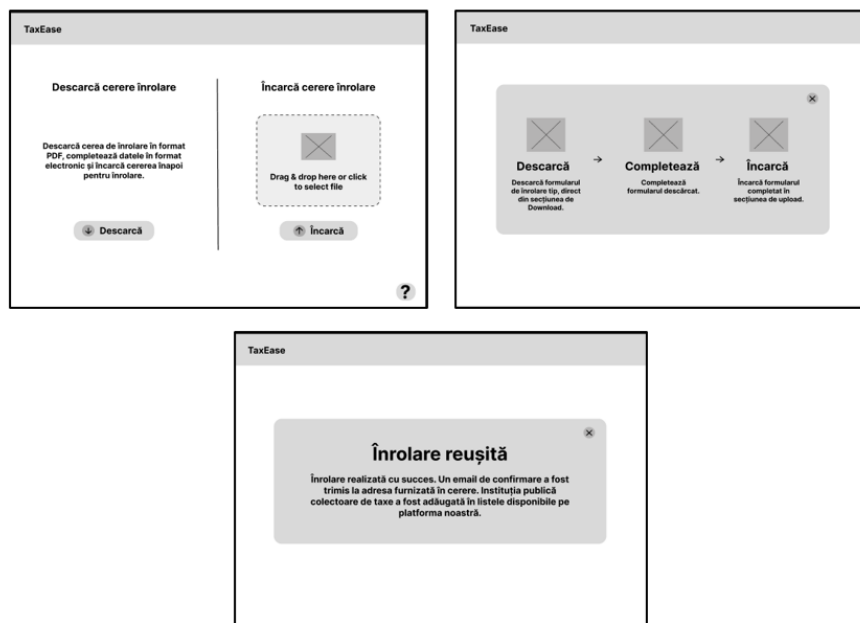 TaxEase
Descarcă cerere înrolare
Descarcă cerea de înrolare în format
PDF, completează datele în format
electronic și încarcă cererea înapoi
pentru înrolare.
Descarcă
Încarcă cerere înrolare
Drag & drop here or click
to select file
Încarcă
?
TaxEase
Descarcă
Descarcă formularul
de înrolare tip, direct
din secțiunea de
Download.
Completează
Completează
formularul descărcat.
Încarcă
Încarcă formularul
completat în
secțiunea de upload.
TaxEase
Înrolare reușită
Înrolare realizată cu succes. Un email de confirmare a fost
trimis la adresa furnizată în cerere. Instituția publică
colectoare de taxe a fost adăugată în listele disponibile pe
platforma noastră.